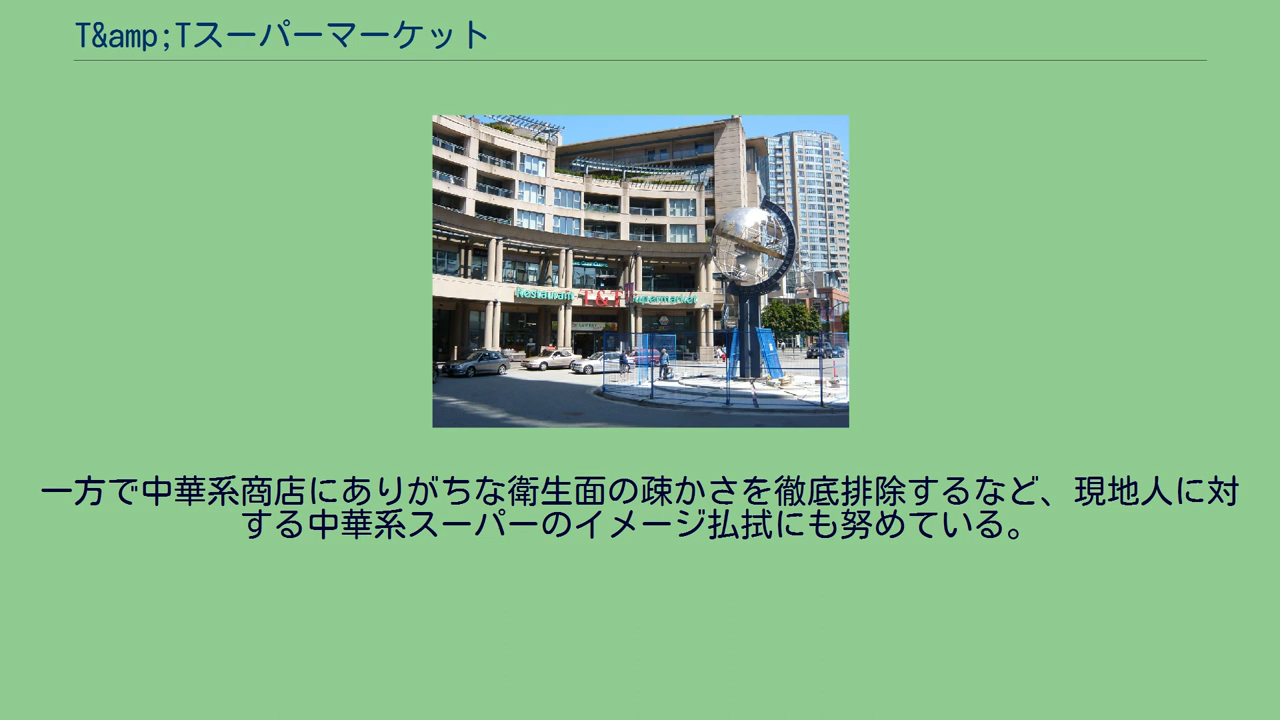 T&amp;Tスーパーマーケット
Restaurant T&T Supermarket
一方で中華系商店にありがちな衛生面の疎かさを徹底排除するなど、現地人に対
する中華系スーパーのイメージ払拭にも努めている。